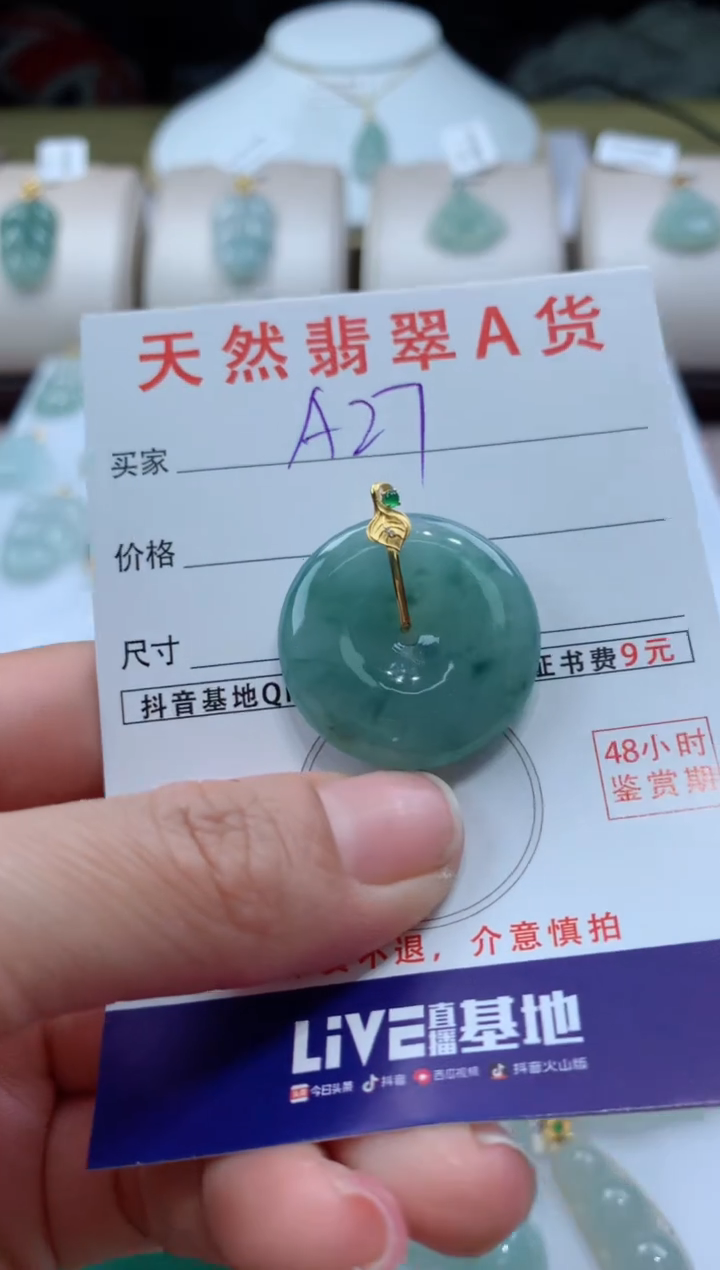 天然翡翠A货
买家 A27
价格
尺寸
抖音基地Q
证书费9元
48小时
鉴赏期
不退，介意慎拍
LiVE直播基地
头条 今日头条 抖音 西瓜视频 抖音火山版